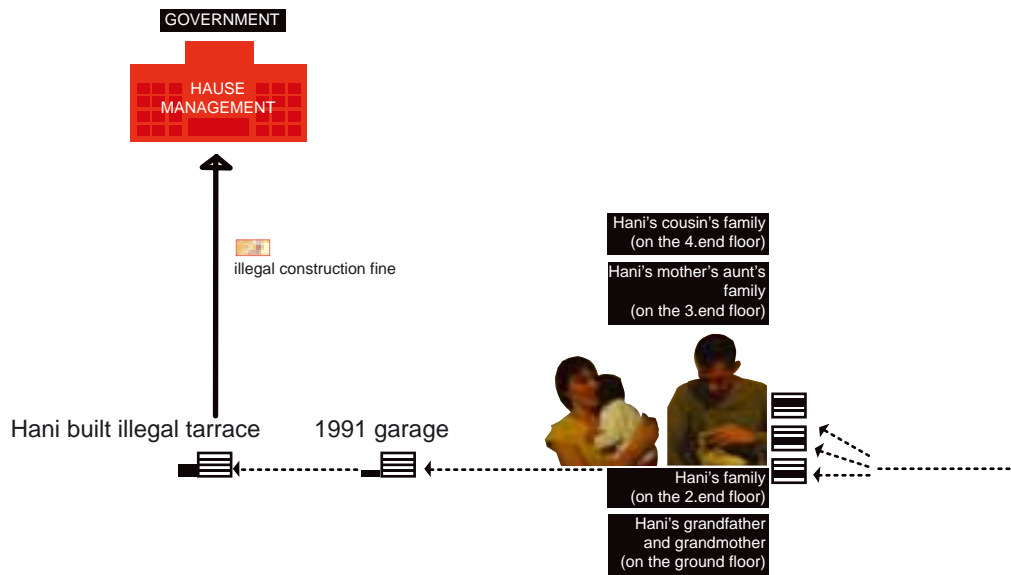 GOVERNMENT
HAUSE
MANAGEMENT
illegal construction fine
Hani's cousin's family
(on the 4.end floor)
Hani's mother's aunt's
family
(on the 3.end floor)
Hani built illegal tarrace
1991 garage
Hani's family
(on the 2.end floor)
Hani's grandfather
and grandmother
(on the ground floor)